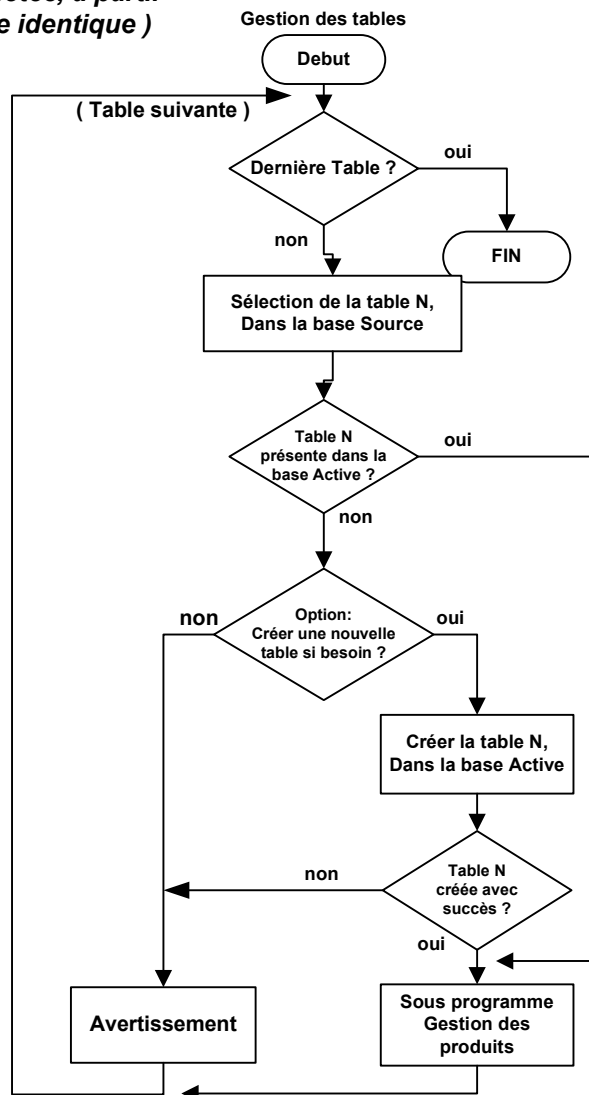 à partir
e identique )
Gestion des tables
Debut
( Table suivante )
Dernière Table ?
oui
non
FIN
Sélection de la table N,
Dans la base Source
Table N
présente dans la
base Active ?
oui
non
non
Option:
Créer une nouvelle
table si besoin ?
oui
Créer la table N,
Dans la base Active
non
Table N
créée avec
succès ?
oui
Avertissement
Sous programme
Gestion des
produits